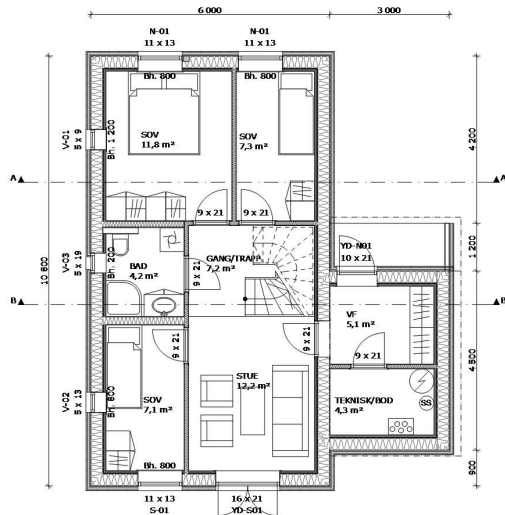 6 000
3 000
N-01
11 x 13
N-01
11 x 13
Bh. 800
Bh. 800
V-01
5 x 9
Bh. 1 200
SOV
11,8 m²
SOV
7,3 m²
4 200
A
A
9 x 21
9 x 21
10 800
V-03
5 x 19
Bh. 200
BAD
4,2 m²
9 x 21
GANG/TRAPP
7,2 m²
YD-N01
10 x 21
1 200
B
B
VF
5,1 m²
9 x 21
9 x 21
9 x 21
4 500
V-02
5 x 13
Bh. 800
SOV
7,1 m²
STUE
12,2 m²
TEKNISK/BOD
4,3 m²
SS
Bh. 800
900
11 x 13
S-01
16 x 21
YD-S01